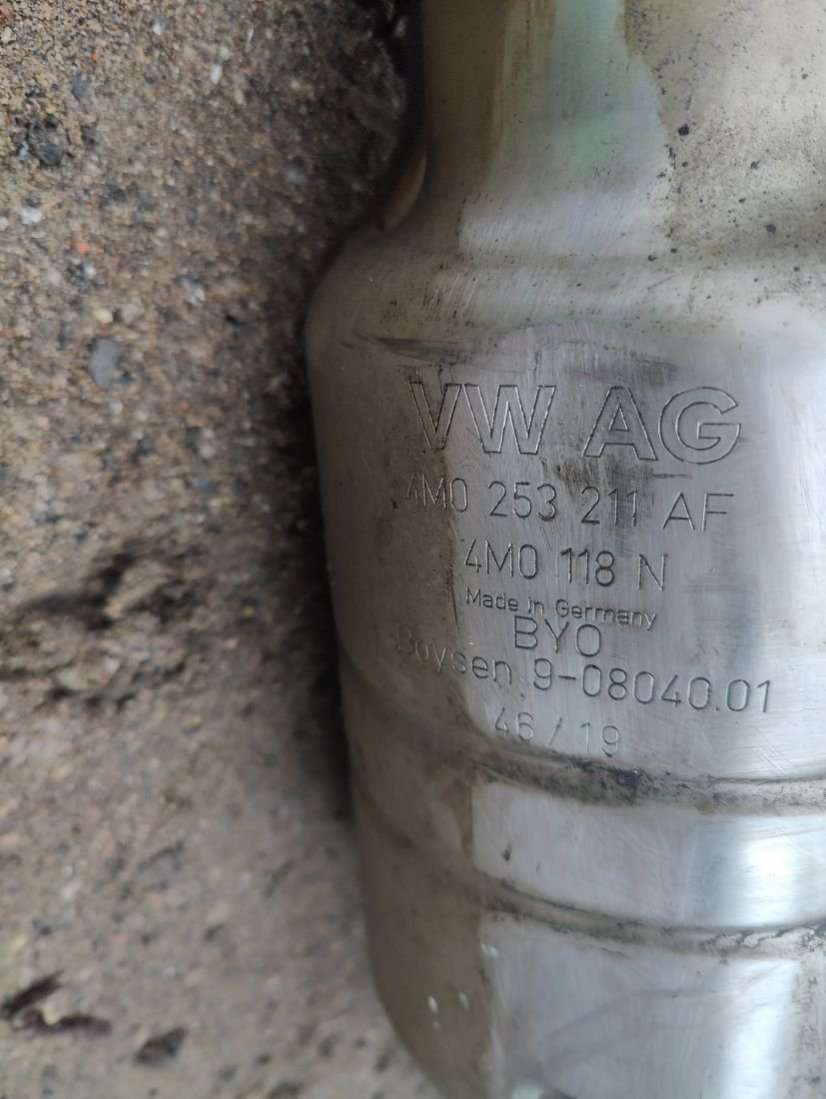 VW AG
4M0 253 211 AF
4M0 118 N
Made in Germany
BYO
Boysen 9-08040.01
46 / 19